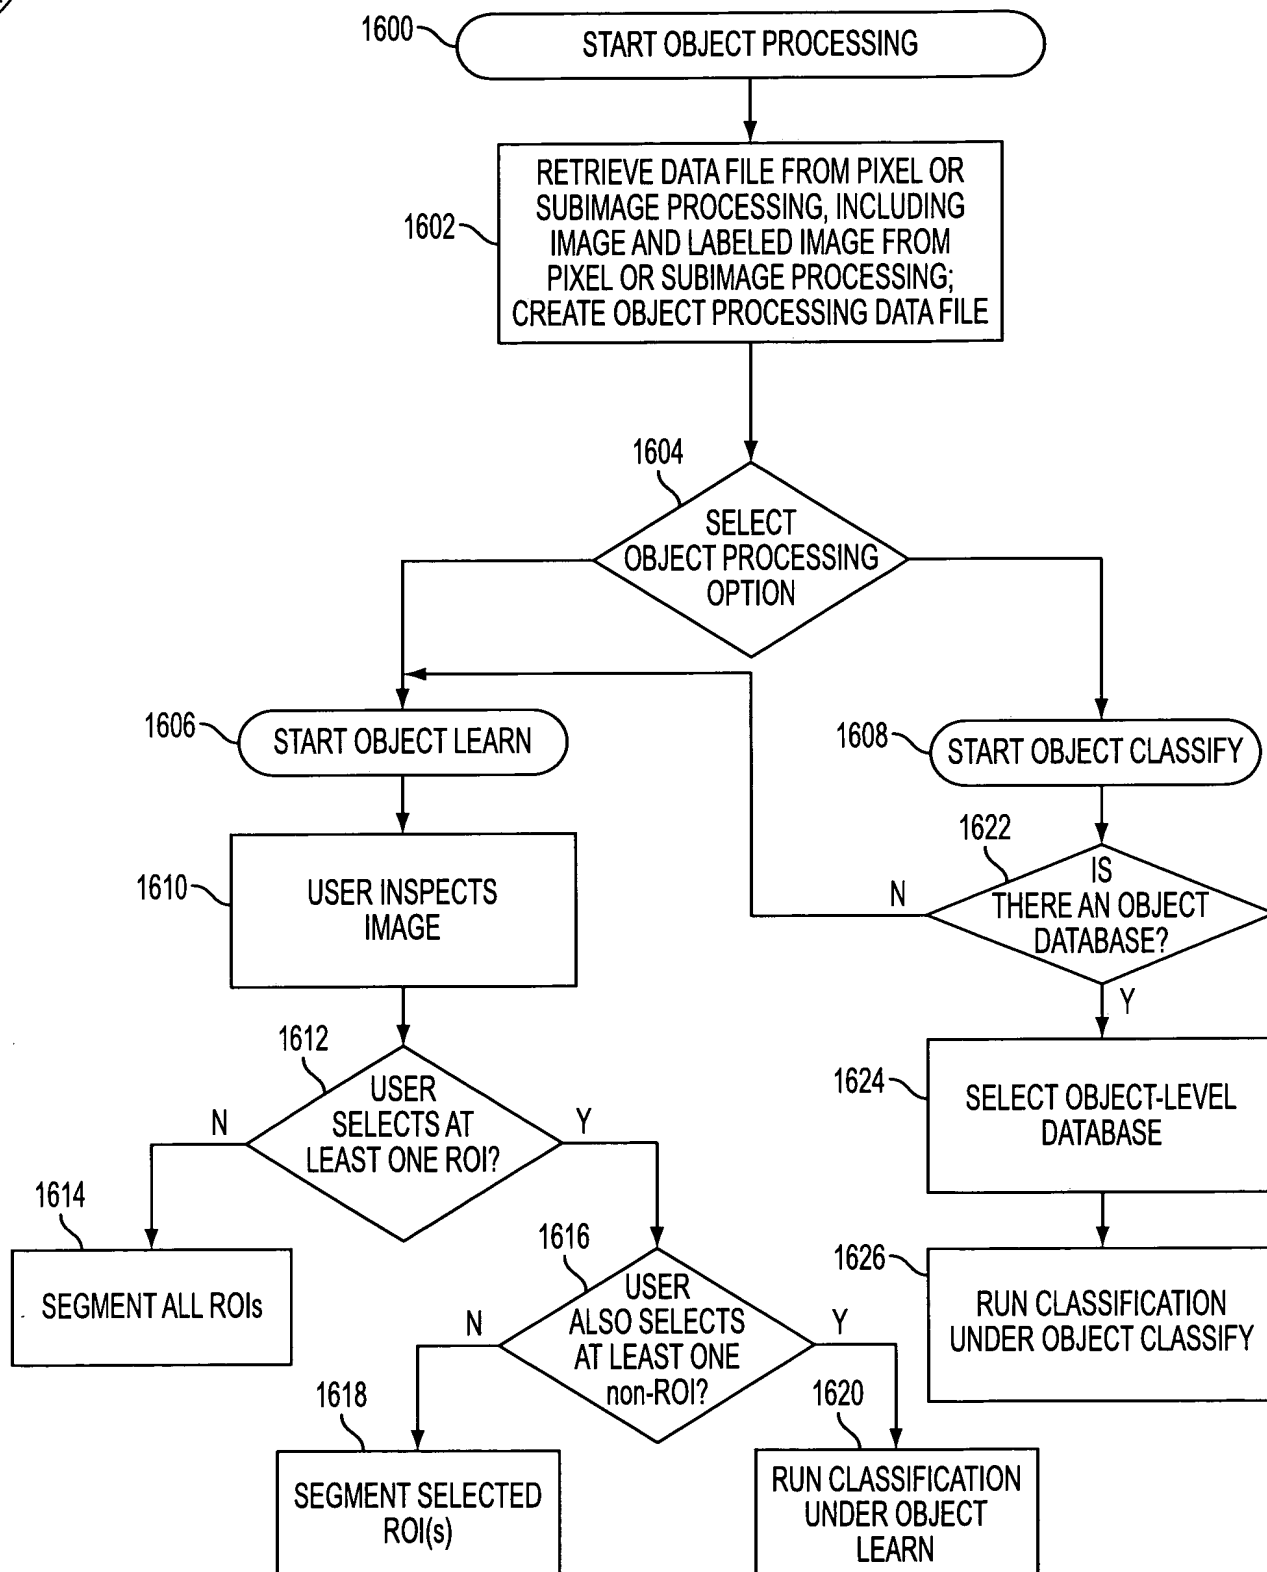 1600
START OBJECT PROCESSING
1602
RETRIEVE DATA FILE FROM PIXEL OR
SUBIMAGE PROCESSING, INCLUDING
IMAGE AND LABELED IMAGE FROM
PIXEL OR SUBIMAGE PROCESSING;
CREATE OBJECT PROCESSING DATA FILE
1604
SELECT
OBJECT PROCESSING
OPTION
1606
START OBJECT LEARN
1608
START OBJECT CLASSIFY
1610
USER INSPECTS
IMAGE
1622
IS
THERE AN OBJECT
DATABASE?
N
Y
1612
USER
SELECTS AT
LEAST ONE ROI?
N
Y
1624
SELECT OBJECT-LEVEL
DATABASE
1614
SEGMENT ALL ROIs
1616
USER
ALSO SELECTS
AT LEAST ONE
non-ROI?
N
Y
1626
RUN CLASSIFICATION
UNDER OBJECT CLASSIFY
1618
SEGMENT SELECTED
ROI(s)
1620
RUN CLASSIFICATION
UNDER OBJECT
LEARN